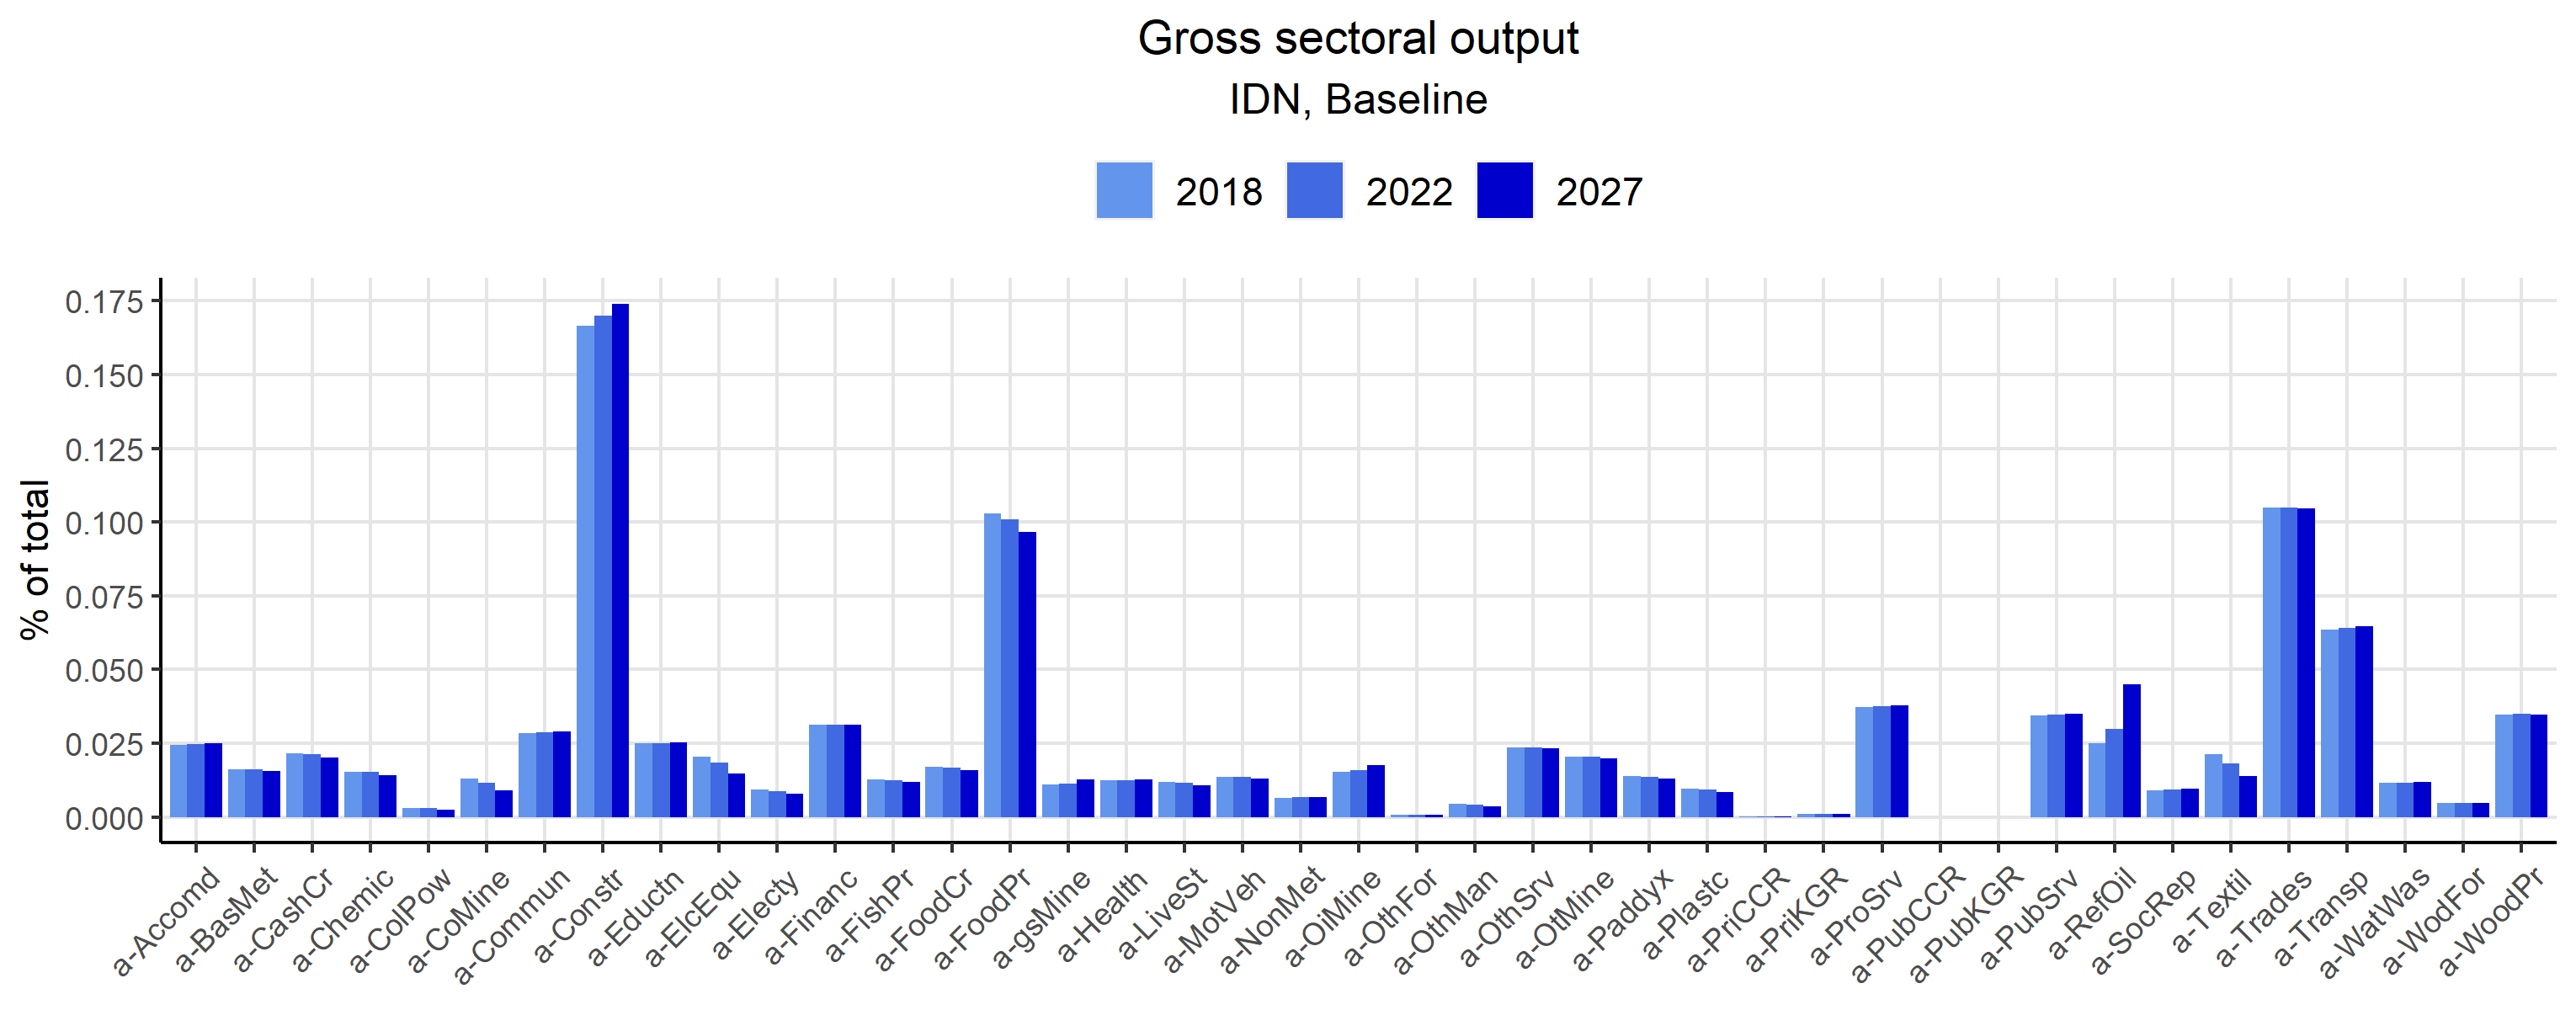 Gross sectoral output
IDN, Baseline
2018 2022 2027
% of total
0.175
0.150
0.125
0.100
0.075
0.050
0.025
0.000
a-Accomd
a-BasMet
a-CashCr
a-Chemic
a-ColPow
a-CoMine
a-Commun
a-Constr
a-Eductn
a-ElcEqu
a-Electy
a-Financ
a-FishPr
a-FoodCr
a-FoodPr
a-gsMine
a-Health
a-LiveSt
a-MotVeh
a-NonMet
a-OiMine
a-OthFor
a-OthMan
a-OthSrv
a-OtMine
a-Paddyx
a-Plastc
a-PriCCR
a-PriKGR
a-ProSrv
a-PubCCR
a-PubKGR
a-PubSrv
a-RefOil
a-SocRep
a-Textil
a-Trades
a-Transp
a-WatWas
a-WodFor
a-WoodPr